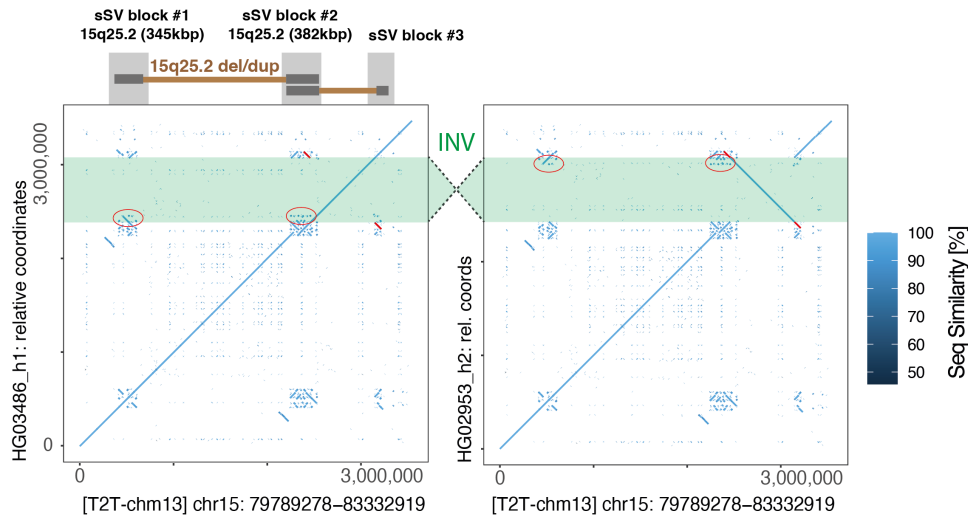 sSV block #1
15q25.2 (345kbp)
sSV block #2
15q25.2 (382kbp)
sSV block #3
15q25.2 del/dup
INV
HG03486_h1: relative coordinates
3,000,000
0
0
3,000,000
[T2T-chm13] chr15: 79789278–83332919
HG02953_h2: rel. coords
0
3,000,000
[T2T-chm13] chr15: 79789278–83332919
100
90
80
70
60
50
Seq Similarity [%]